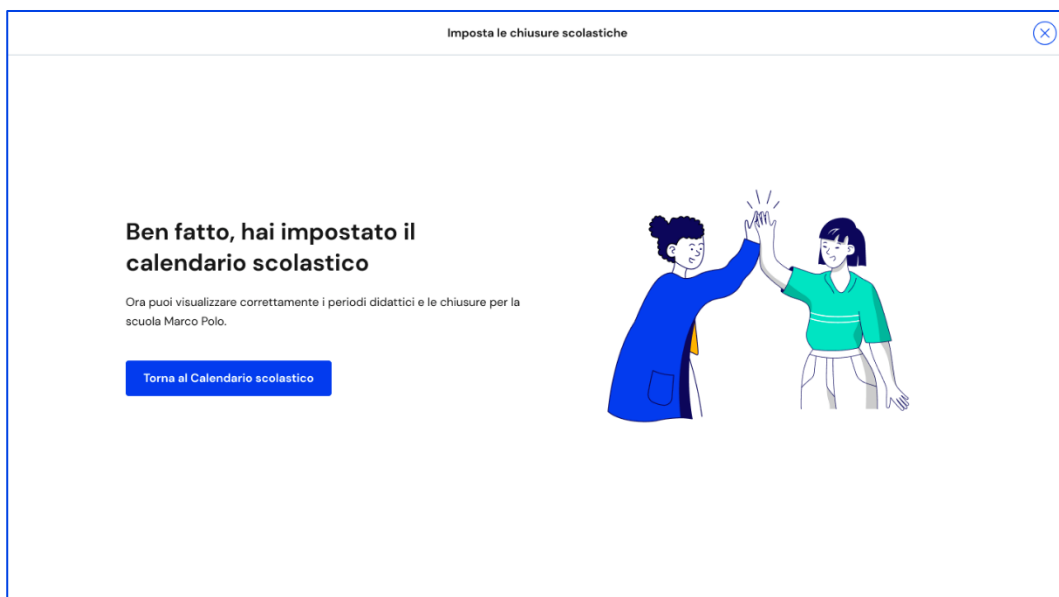 Imposta le chiusure scolastiche
Ben fatto, hai impostato il
calendario scolastico
Ora puoi visualizzare correttamente i periodi didattici e le chiusure per la
scuola Marco Polo.
Torna al Calendario scolastico